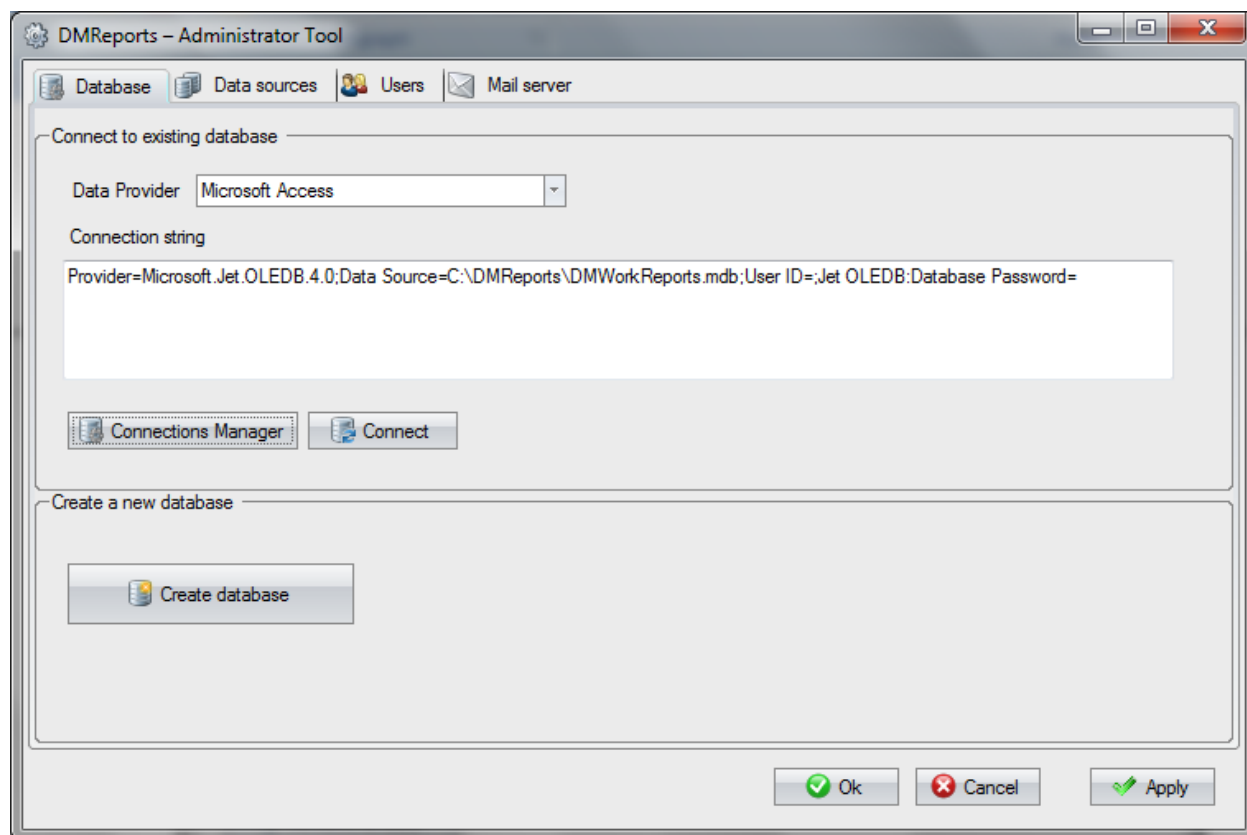 DMReports – Administrator Tool
Database Data sources Users Mail server
Connect to existing database
Data Provider Microsoft Access
Connection string
Provider=Microsoft.Jet.OLEDB.4.0;Data Source=C:\DMReports\DMWorkReports.mdb;User ID=;Jet OLEDB:Database Password=
Connections Manager Connect
Create a new database
Create database
Ok Cancel Apply